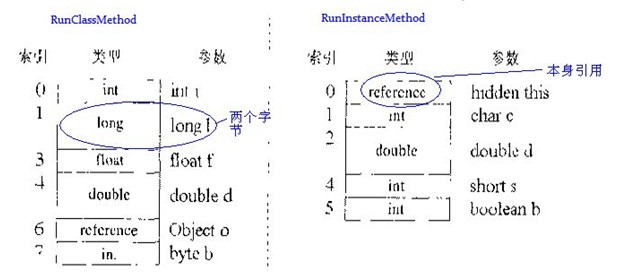 RunClassMethod
索引 类型 参数
0 int int i
1 long long l
两个字
节
3 float float f
4 double double d
6 reference Object o
7 in. byte b
RunInstanceMethod
索引 类型 参数
本身引用
0 reference hidden this
1 int char c
2 double double d
4 int short s
5 int boolean b